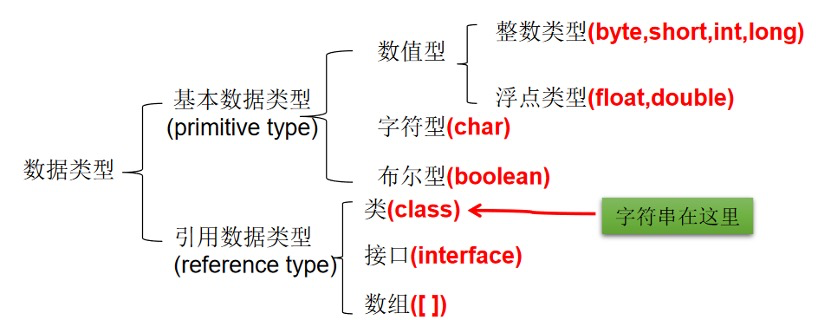 数据类型
基本数据类型
(primitive type)
数值型
整数类型(byte,short,int,long)
浮点类型(float,double)
字符型(char)
布尔型(boolean)
引用数据类型
(reference type)
类(class)
字符串在这里
接口(interface)
数组([ ])